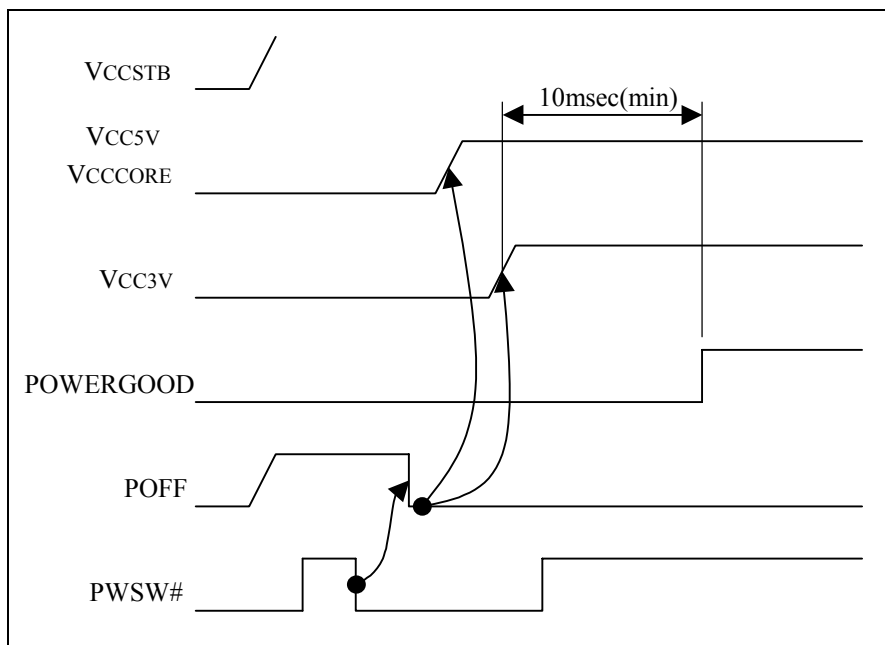 VCCSTB
10msec(min)
VCC5V
VCCCORE
VCC3V
POWERGOOD
POFF
PWSW#